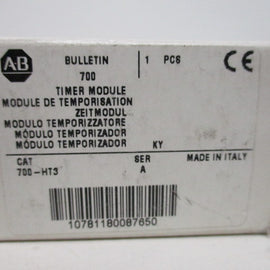 AB
BULLETIN 1 PCS
700
TIMER MODULE
MODULE DE TEMPORISATION
ZEITMODUL
MODULO TEMPORIZZATORE
MÓDULO TEMPORIZADOR
MÓDULO TEMPORIZADOR KY
CAT SER MADE IN ITALY
700-HT3 A
10781180087650
CE